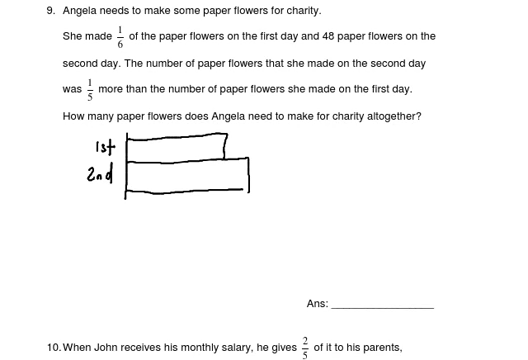 9. Angela needs to make some paper flowers for charity.
She made 1/6 of the paper flowers on the first day and 48 paper flowers on the
second day. The number of paper flowers that she made on the second day
was 1/5 more than the number of paper flowers she made on the first day.
How many paper flowers does Angela need to make for charity altogether?
1st
2nd
Ans:
10. When John receives his monthly salary, he gives 2/5 of it to his parents,